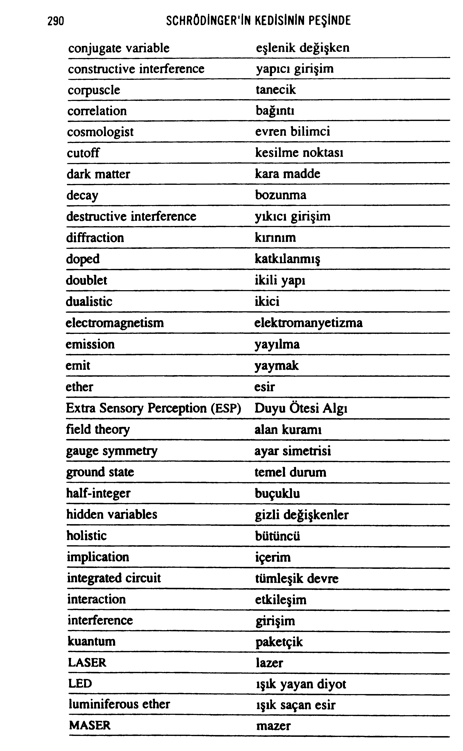 290 SCHRÖDINGER'İN KEDİSİNİN PEŞİNDE
conjugate variable eşlenik değişken
constructive interference yapıcı girişim
corpuscle tanecik
correlation bağıntı
cosmologist evren bilimci
cutoff kesilme noktası
dark matter kara madde
decay bozunma
destructive interference yıkıcı girişim
diffraction kırınım
doped katkılanmış
doublet ikili yapı
dualistic ikici
electromagnetism elektromanyetizma
emission yayılma
emit yaymak
ether esir
Extra Sensory Perception (ESP) Duyu Ötesi Algı
field theory alan kuramı
gauge symmetry ayar simetrisi
ground state temel durum
half-integer buçuklu
hidden variables gizli değişkenler
holistic bütüncü
implication içerim
integrated circuit tümleşik devre
interaction etkileşim
interference girişim
kuantum paketçik
LASER lazer
LED ışık yayan diyot
luminiferous ether ışık saçan esir
MASER mazer